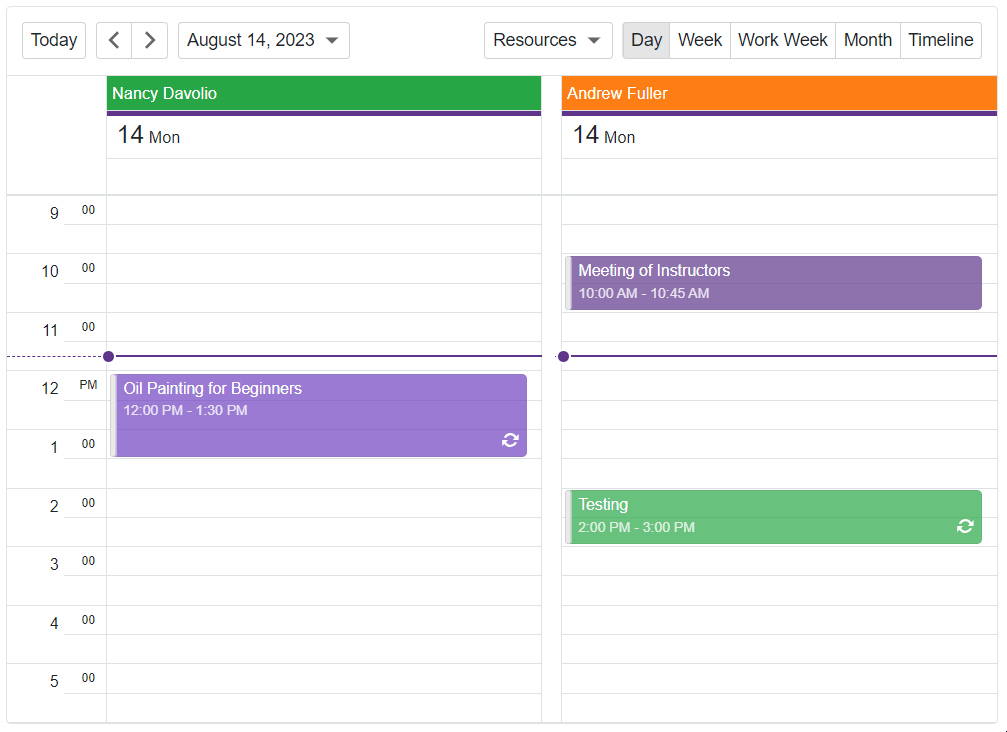 Today August 14, 2023 Resources Day Week Work Week Month Timeline
Nancy Davolio Andrew Fuller
14 Mon 14 Mon
9 00
10 00
Meeting of Instructors
10:00 AM - 10:45 AM
11 00
12 PM
Oil Painting for Beginners
12:00 PM - 1:30 PM
1 00
2 00
Testing
2:00 PM - 3:00 PM
3 00
4 00
5 00